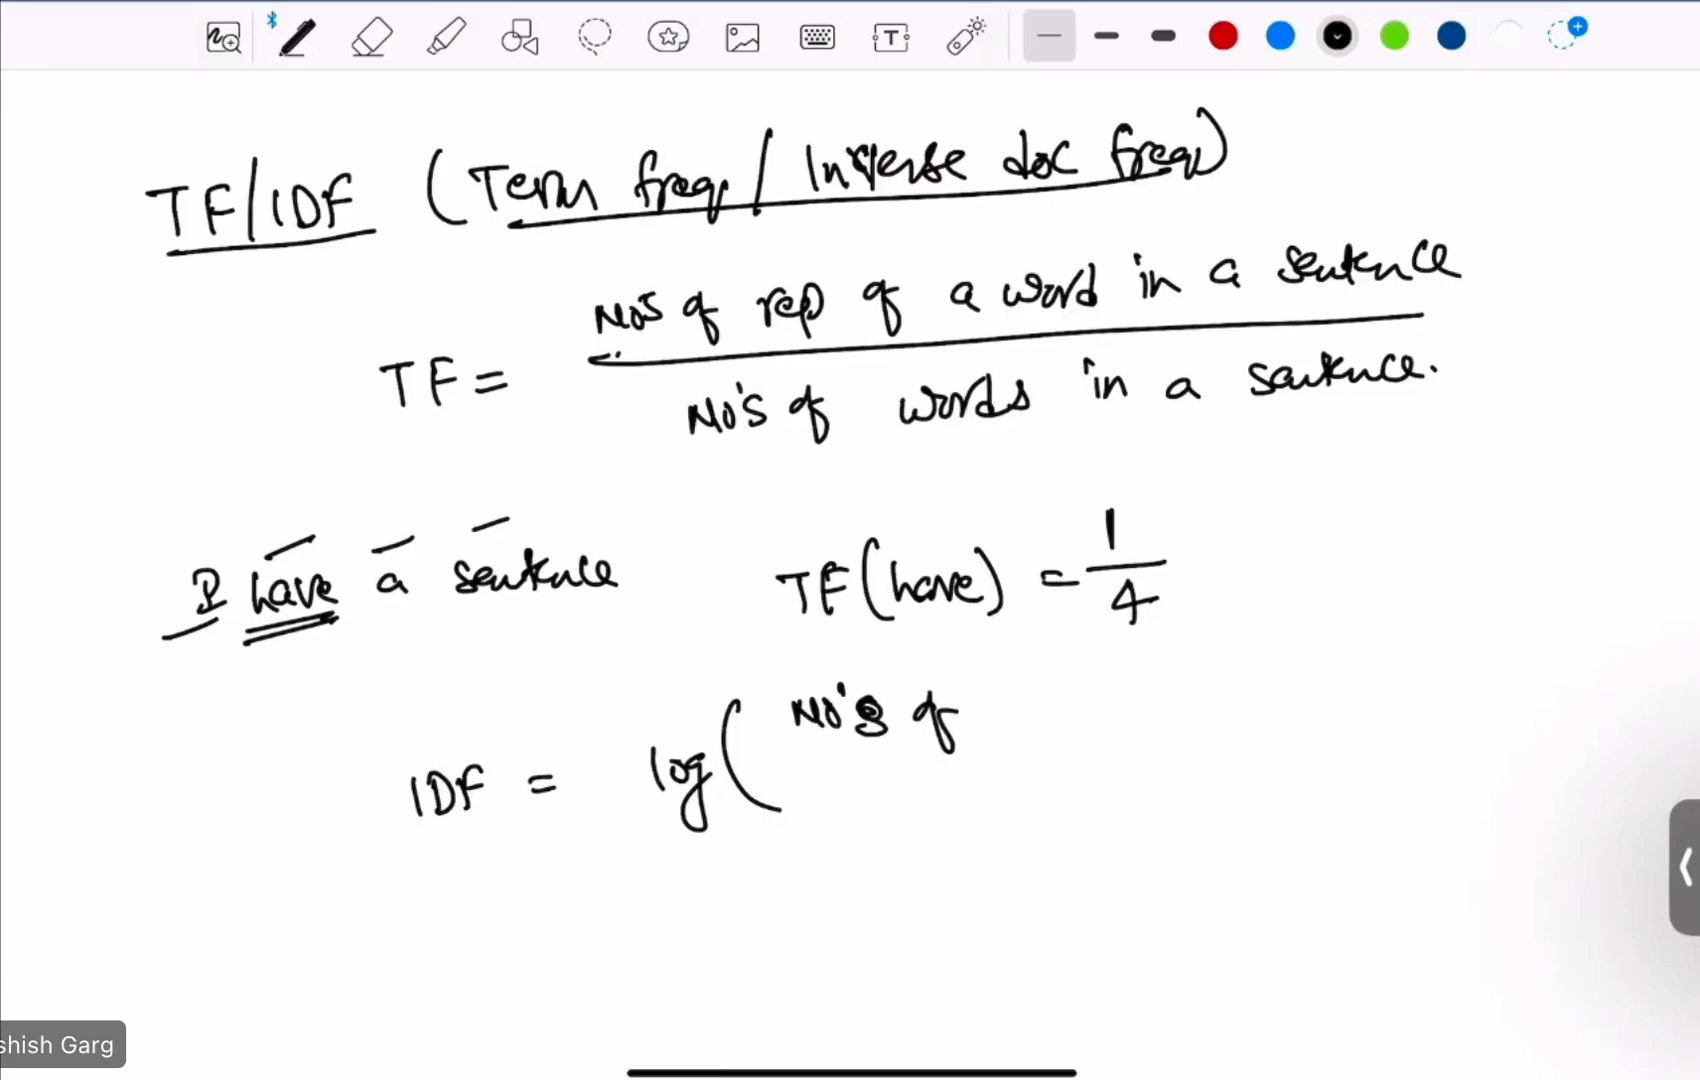 TF/IDF (Term freq / Inverse doc freq)
TF = No's of rep of a word in a sentence
No's of words in a sentence.
I have a sentence TF(have) = 1
4
IDF = log( No's of
shish Garg